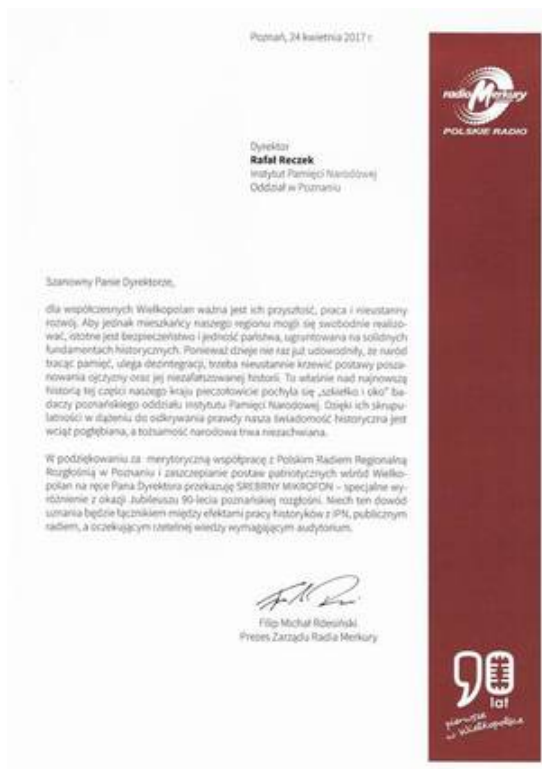 Poznań, 24 kwietnia 2017 r.
radio Merkury
POLSKIE RADIO
Dyrektor
Rafał Reczek
Instytut Pamięci Narodowej
Oddział w Poznaniu
Szanowny Panie Dyrektorze,
dla współczesnych Wielkopolan ważna jest ich przyszłość, praca i nieustanny
rozwój. Aby jednak mieszkańcy naszego regionu mogli się swobodnie realizo-
wać, istotne jest bezpieczeństwo i jedność państwa, ugruntowana na solidnych
fundamentach historycznych. Ponieważ dzieje nie raz już udowodniły, że naród
tracąc pamięć, ulega dezintegracji, trzeba nieustannie krzewić postawy posza-
nowania ojczyzny oraz jej niezafałszowanej historii. To właśnie nad najnowszą
historią tej części naszego kraju pieczołowicie pochyla się „szkiełko i oko" ba-
daczy poznańskiego oddziału Instytutu Pamięci Narodowej. Dzięki ich skrupu-
latności w dążeniu do odkrywania prawdy nasza świadomość historyczna jest
wciąż pogłębiana, a tożsamość narodowa trwa niezachwiana.
W podziękowaniu za merytoryczną współpracę z Polskim Radiem Regionalną
Rozgłośnią w Poznaniu i zaszczepianie postaw patriotycznych wśród Wielko-
polan na ręce Pana Dyrektora przekazuję SREBRNY MIKROFON – specjalne wy-
różnienie z okazji Jubileuszu 90-lecia poznańskiej rozgłośni. Niech ten dowód
uznania będzie łącznikiem między efektami pracy historyków z IPN, publicznym
radiem, a oczekującym rzetelnej wiedzy wymagającym audytorium.
Filip Michał Rdesiński
Prezes Zarządu Radia Merkury
90
lat
pierwsze
w Wielkopolsce